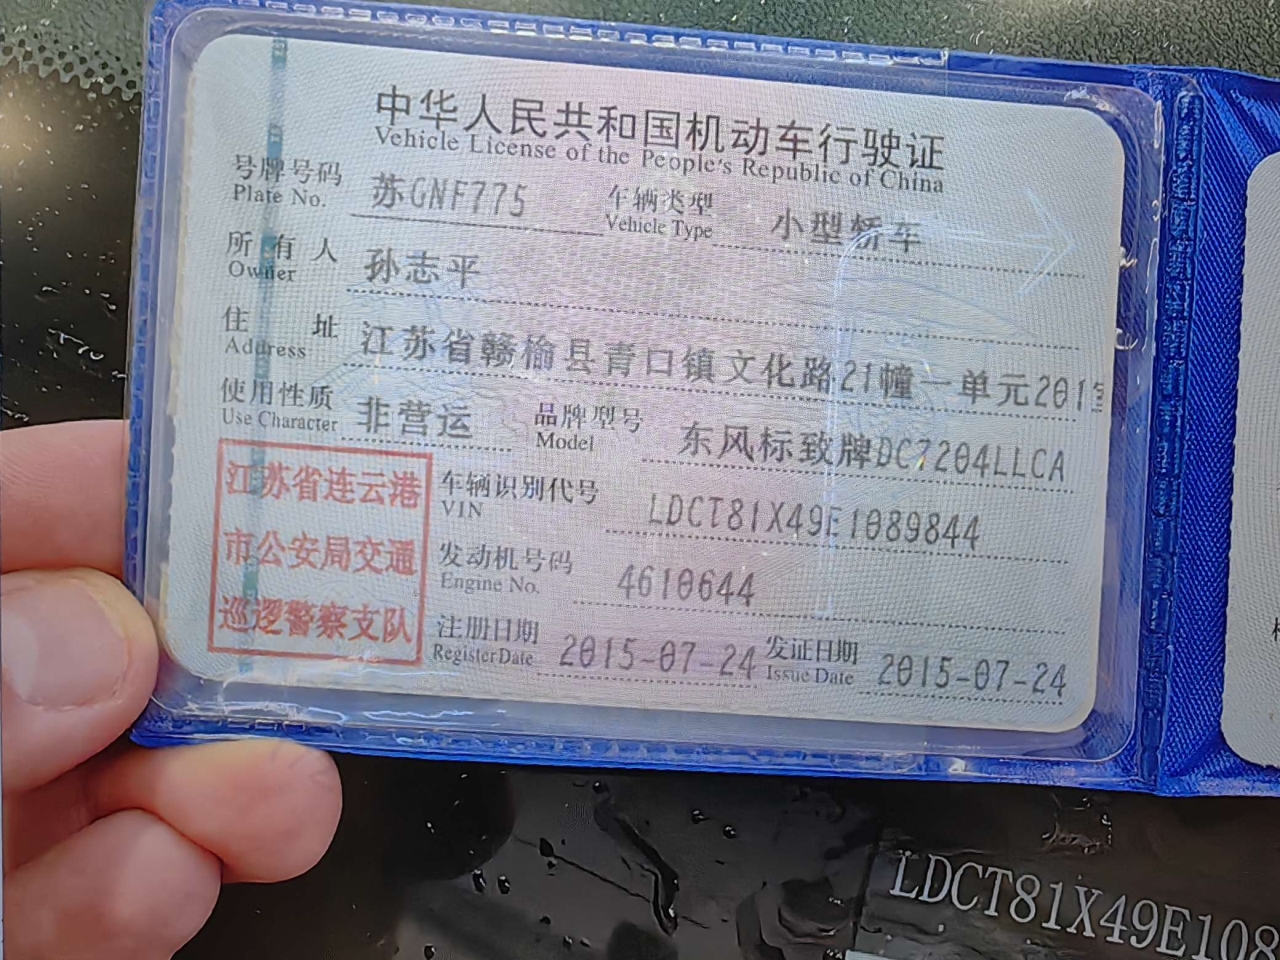 中华人民共和国机动车行驶证
Vehicle License of the People's Republic of China
号牌号码 苏GNF775 车辆类型 小型轿车
Plate No. Vehicle Type
所有人 孙志平
Owner
住址 江苏省赣榆县青口镇文化路21幢一单元201室
Address
使用性质 非营运 品牌型号 东风标致牌DC7204LLCA
Use Character Model
江苏省连云港
市公安局交通
巡逻警察支队
车辆识别代号 LDCT81X49E1089844
VIN
发动机号码 4610644
Engine No.
注册日期 2015-07-24 发证日期 2015-07-24
Register Date Issue Date
LDCT81X49E108